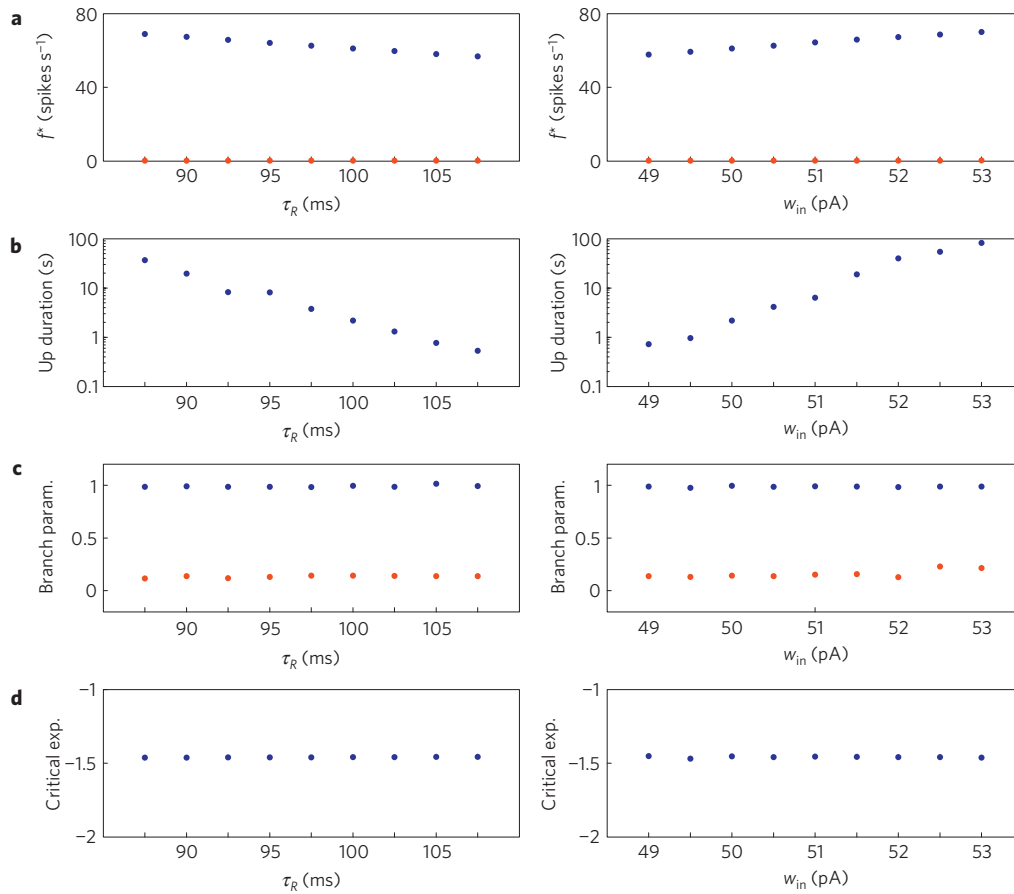 a
80
40
0
f* (spikes s⁻¹)
90 95 100 105
τR (ms)
80
40
0
f* (spikes s⁻¹)
49 50 51 52 53
win (pA)
b
100
10
1
0.1
Up duration (s)
90 95 100 105
τR (ms)
100
10
1
0.1
Up duration (s)
49 50 51 52 53
win (pA)
c
1
0.5
0
Branch param.
90 95 100 105
τR (ms)
1
0.5
0
Branch param.
49 50 51 52 53
win (pA)
d
−1
−1.5
−2
Critical exp.
90 95 100 105
τR (ms)
−1
−1.5
−2
Critical exp.
49 50 51 52 53
win (pA)